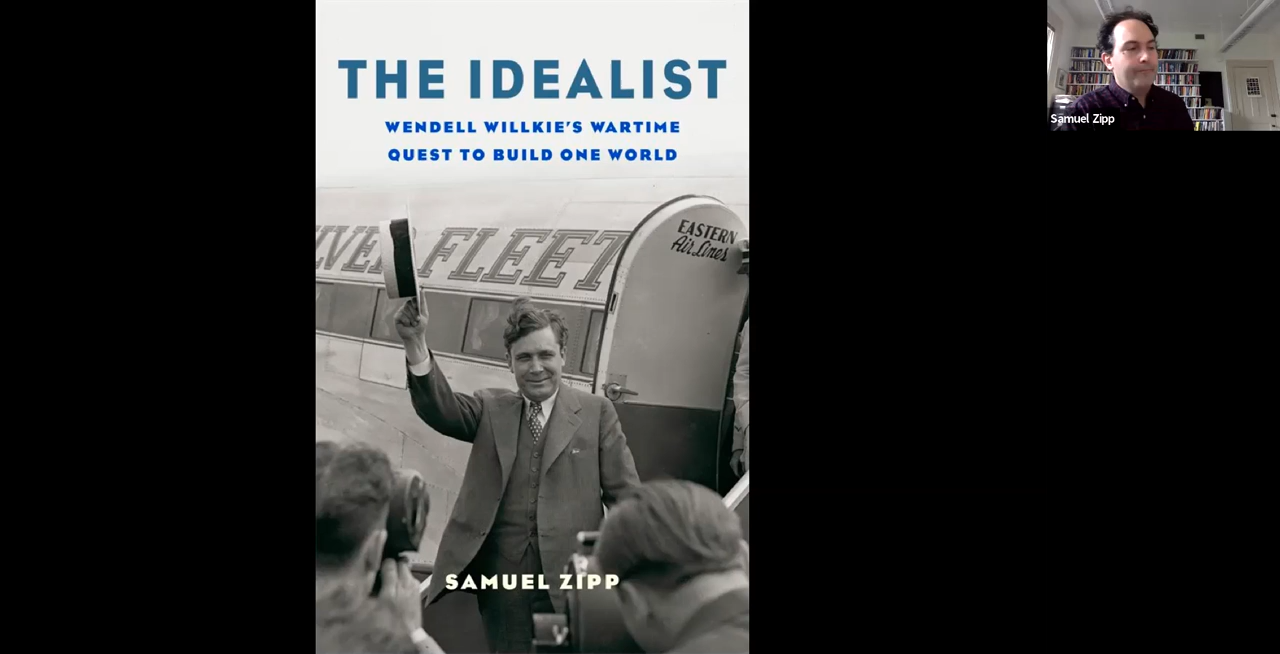 THE IDEALIST
WENDELL WILLKIE'S WARTIME
QUEST TO BUILD ONE WORLD
FLEET
EASTERN
Air Lines
SAMUEL ZIPP
Samuel Zipp